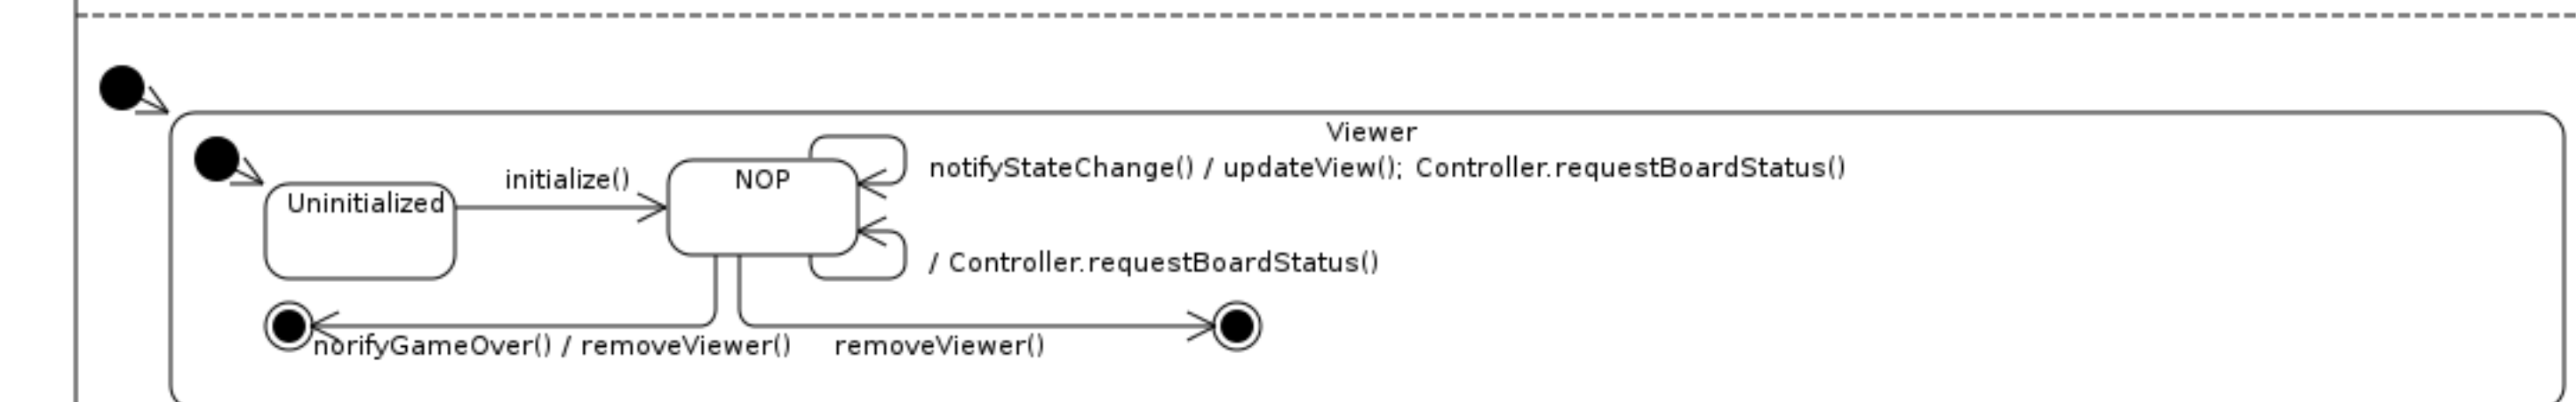 Viewer
notifyStateChange() / updateView(); Controller.requestBoardStatus()
initialize()
NOP
Uninitialized
/ Controller.requestBoardStatus()
norifyGameOver() / removeViewer()
removeViewer()